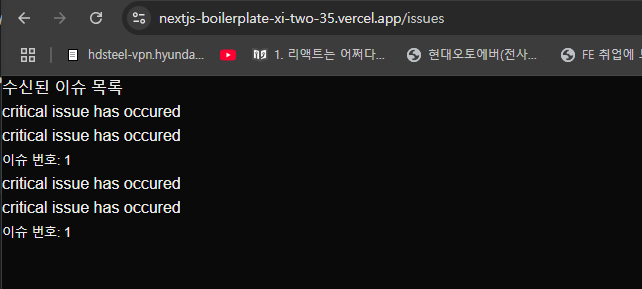 nextjs-boilerplate-xi-two-35.vercel.app/issues
hdsteel-vpn.hyunda... 1. 리액트는 어쩌다... 현대오토에버(전사... FE 취업에
수신된 이슈 목록
critical issue has occured
critical issue has occured
이슈 번호: 1
critical issue has occured
critical issue has occured
이슈 번호: 1